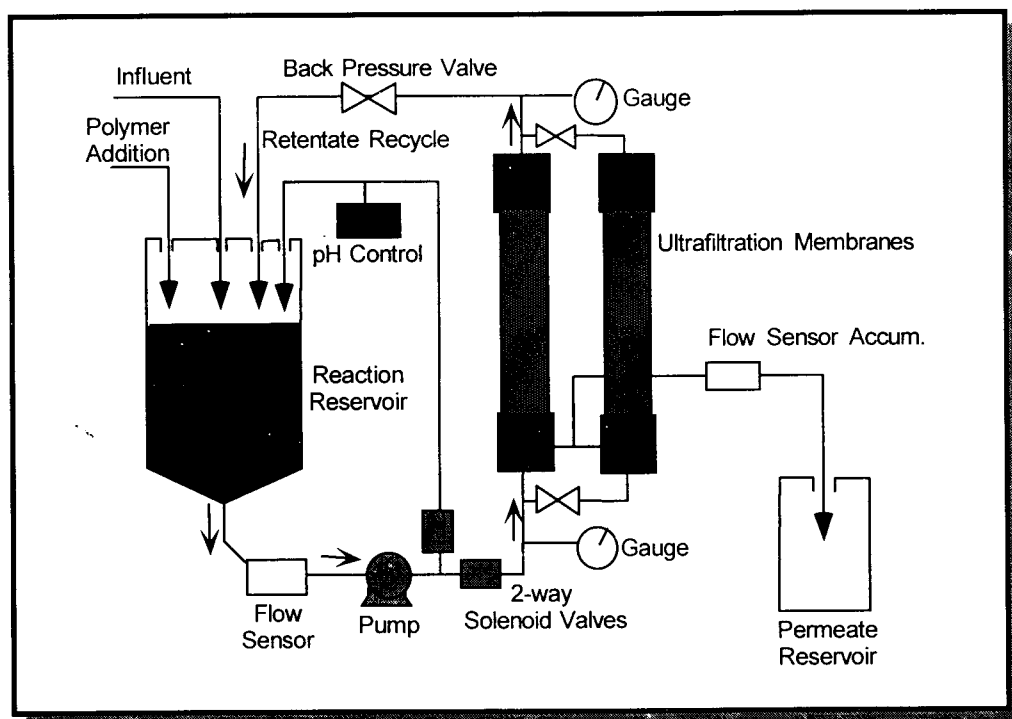 Back Pressure Valve
Influent
Gauge
Polymer
Addition
Retentate Recycle
pH Control
Ultrafiltration Membranes
Flow Sensor Accum.
Reaction
Reservoir
Gauge
2-way
Solenoid Valves
Flow
Sensor
Pump
Permeate
Reservoir